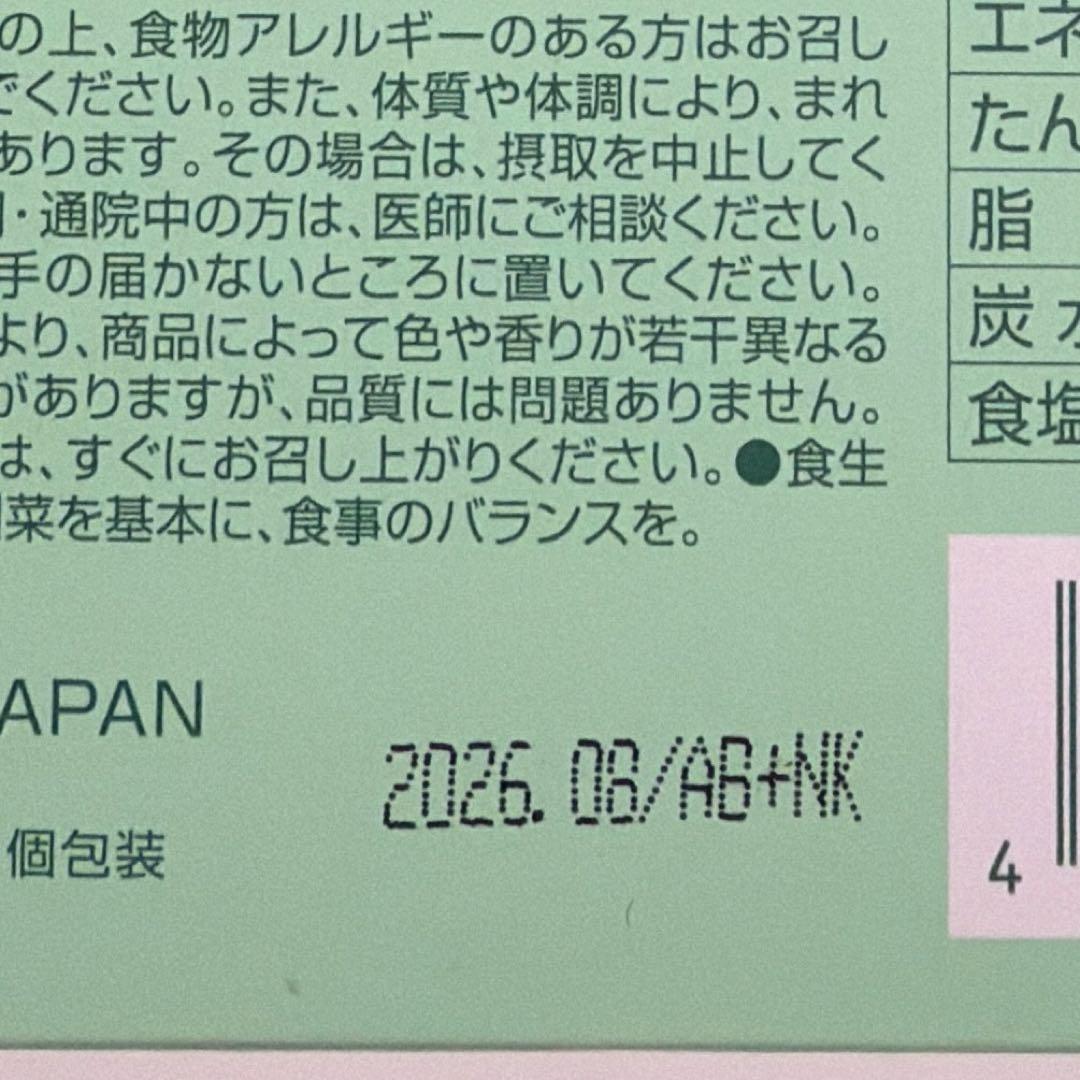 の上、食物アレルギーのある方はお召し
でください。また、体質や体調により、まれ
あります。その場合は、摂取を中止してく
・通院中の方は、医師にご相談ください。
手の届かないところに置いてください。
より、商品によって色や香りが若干異なる
がありますが、品質には問題ありません。
は、すぐにお召し上がりください。●食生
菜を基本に、食事のバランスを。
エネ
たん
脂
炭水
食塩
APAN
2026.08/AB+NK
個包装
4